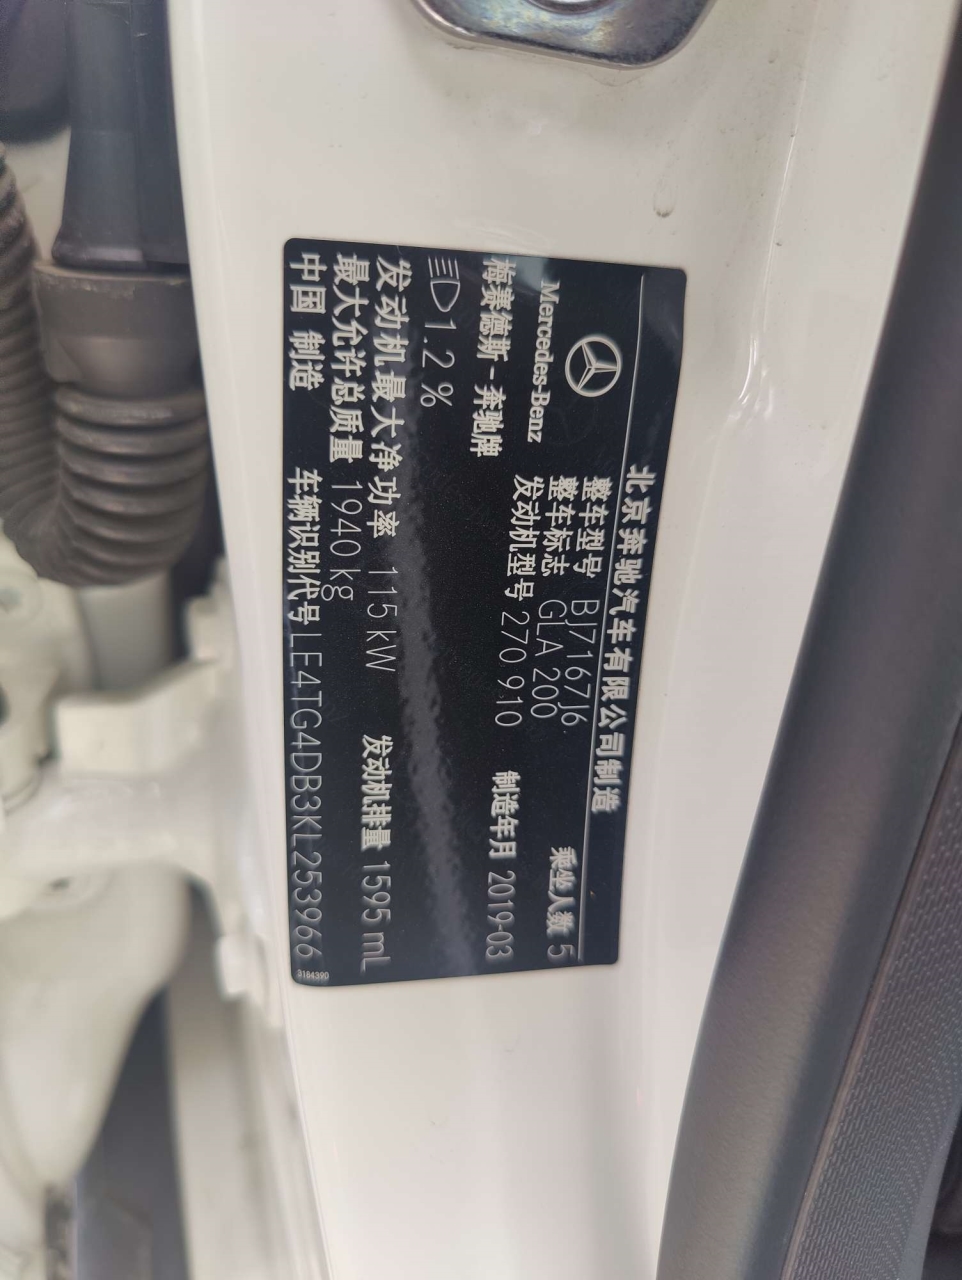 北京奔驰汽车有限公司制造
Mercedes-Benz
梅赛德斯-奔驰牌
整车型号 BJ7167J6
整车标志 GLA 200
乘坐人数 5
发动机型号 270 910
制造年月 2019-03
1.2 %
发动机最大净功率 115kW
发动机排量 1595 mL
最大允许总质量 1940kg
中国 制造
车辆识别代号 LE4TG4DB3KL253966
3184390